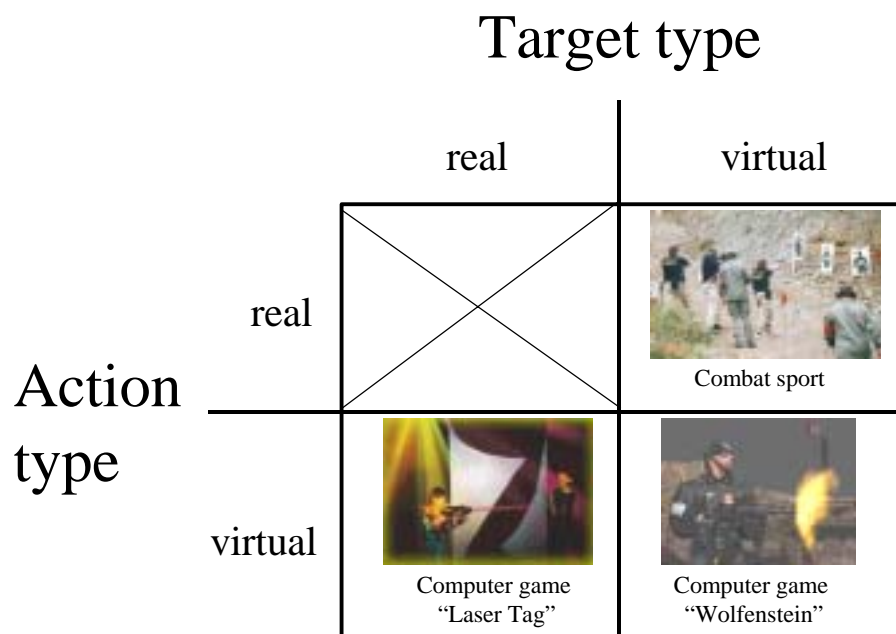 Target type
real
virtual
real
Combat sport
Action
type
virtual
Computer game
“Laser Tag”
Computer game
“Wolfenstein”